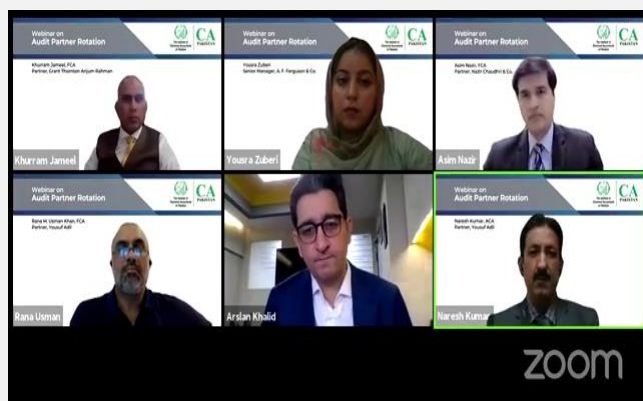 Webinar on
Audit Partner Rotation
CA
PAKISTAN
Khurram Jameel, FCA
Partner, Grant Thornton Anjum Rahman
Khurram Jameel
Webinar on
Audit Partner Rotation
CA
PAKISTAN
Yousra Zuberi
Senior Manager, A. F. Ferguson & Co.
Yousra Zuberi
Webinar on
Audit Partner Rotation
CA
PAKISTAN
Asim Nazir, FCA
Partner, Nazir Chaudhri & Co.
Asim Nazir
Webinar on
Audit Partner Rotation
CA
PAKISTAN
Rana M. Usman Khan, FCA
Partner, Yousuf Adil
Rana Usman
Arslan Khalid
Webinar on
Audit Partner Rotation
CA
PAKISTAN
Naresh Kumar, ACA
Partner, Yousuf Adil
Naresh Kumar
zoom